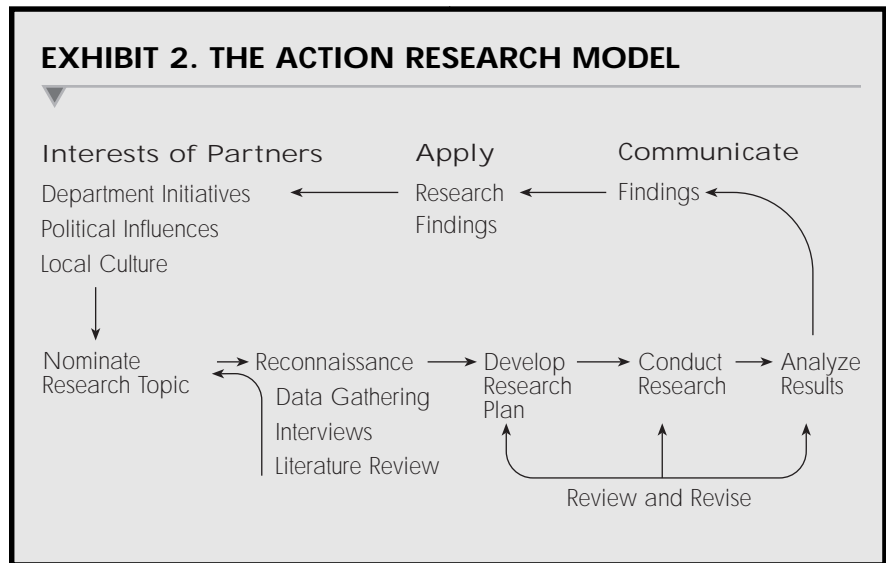 EXHIBIT 2. THE ACTION RESEARCH MODEL
Interests of Partners
Department Initiatives
Political Influences
Local Culture
Apply
Research
Findings
Communicate
Findings
Nominate
Research Topic
Reconnaissance
Data Gathering
Interviews
Literature Review
Develop
Research
Plan
Conduct
Research
Analyze
Results
Review and Revise